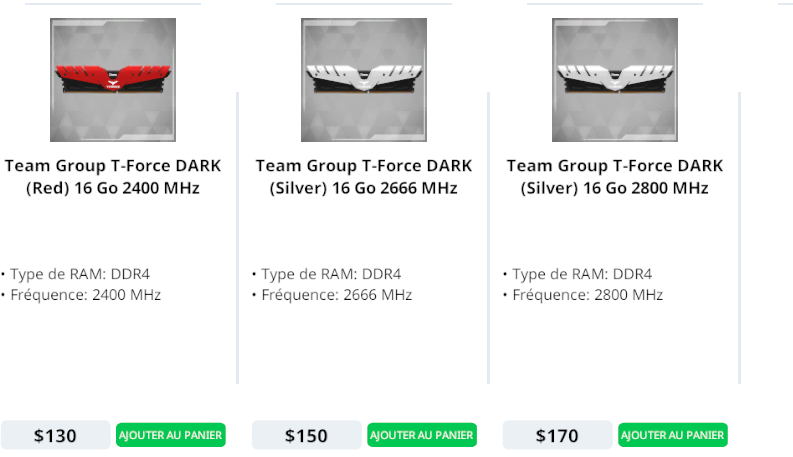 Team Group T-Force DARK
(Red) 16 Go 2400 MHz
• Type de RAM: DDR4
• Fréquence: 2400 MHz
$130
AJOUTER AU PANIER
Team Group T-Force DARK
(Silver) 16 Go 2666 MHz
• Type de RAM: DDR4
• Fréquence: 2666 MHz
$150
AJOUTER AU PANIER
Team Group T-Force DARK
(Silver) 16 Go 2800 MHz
• Type de RAM: DDR4
• Fréquence: 2800 MHz
$170
AJOUTER AU PANIER